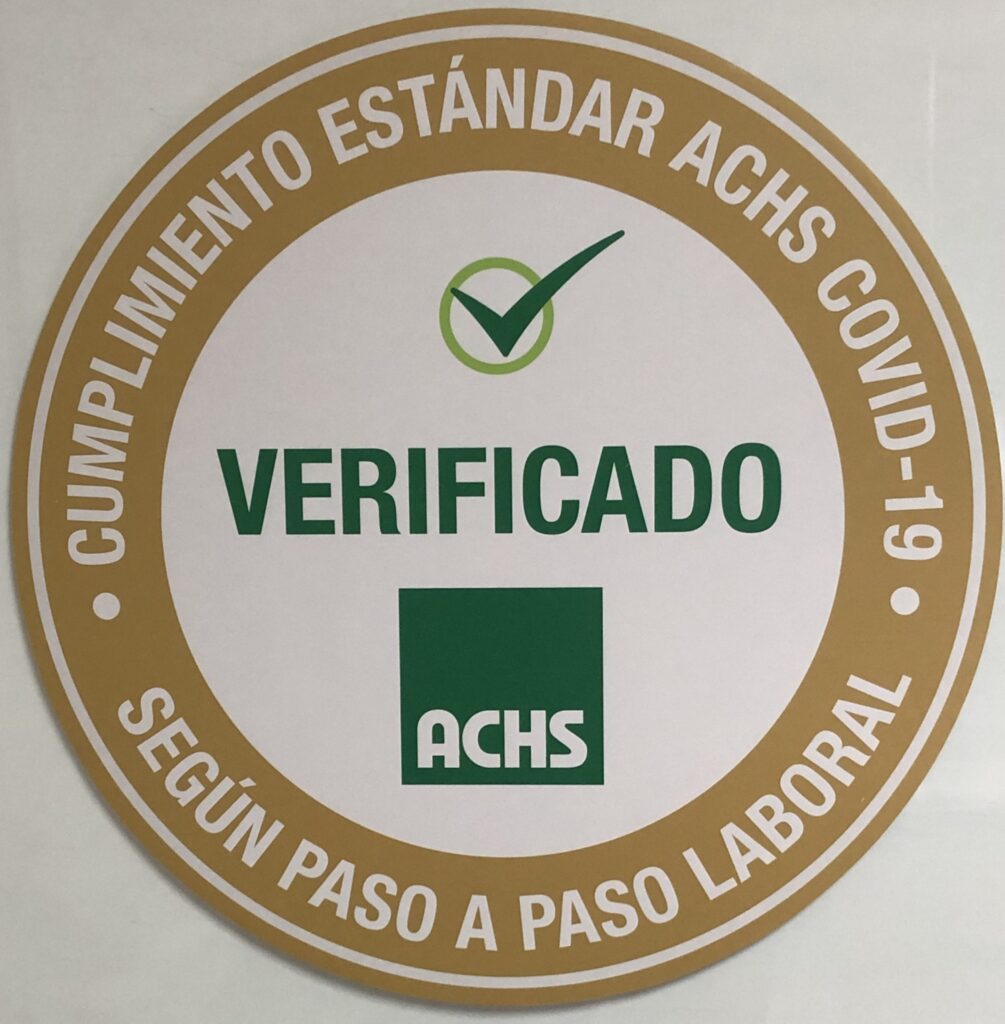 CUMPLIMIENTO ESTÁNDAR ACHS COVID-19
VERIFICADO
ACHS
SEGÚN PASO A PASO LABORAL